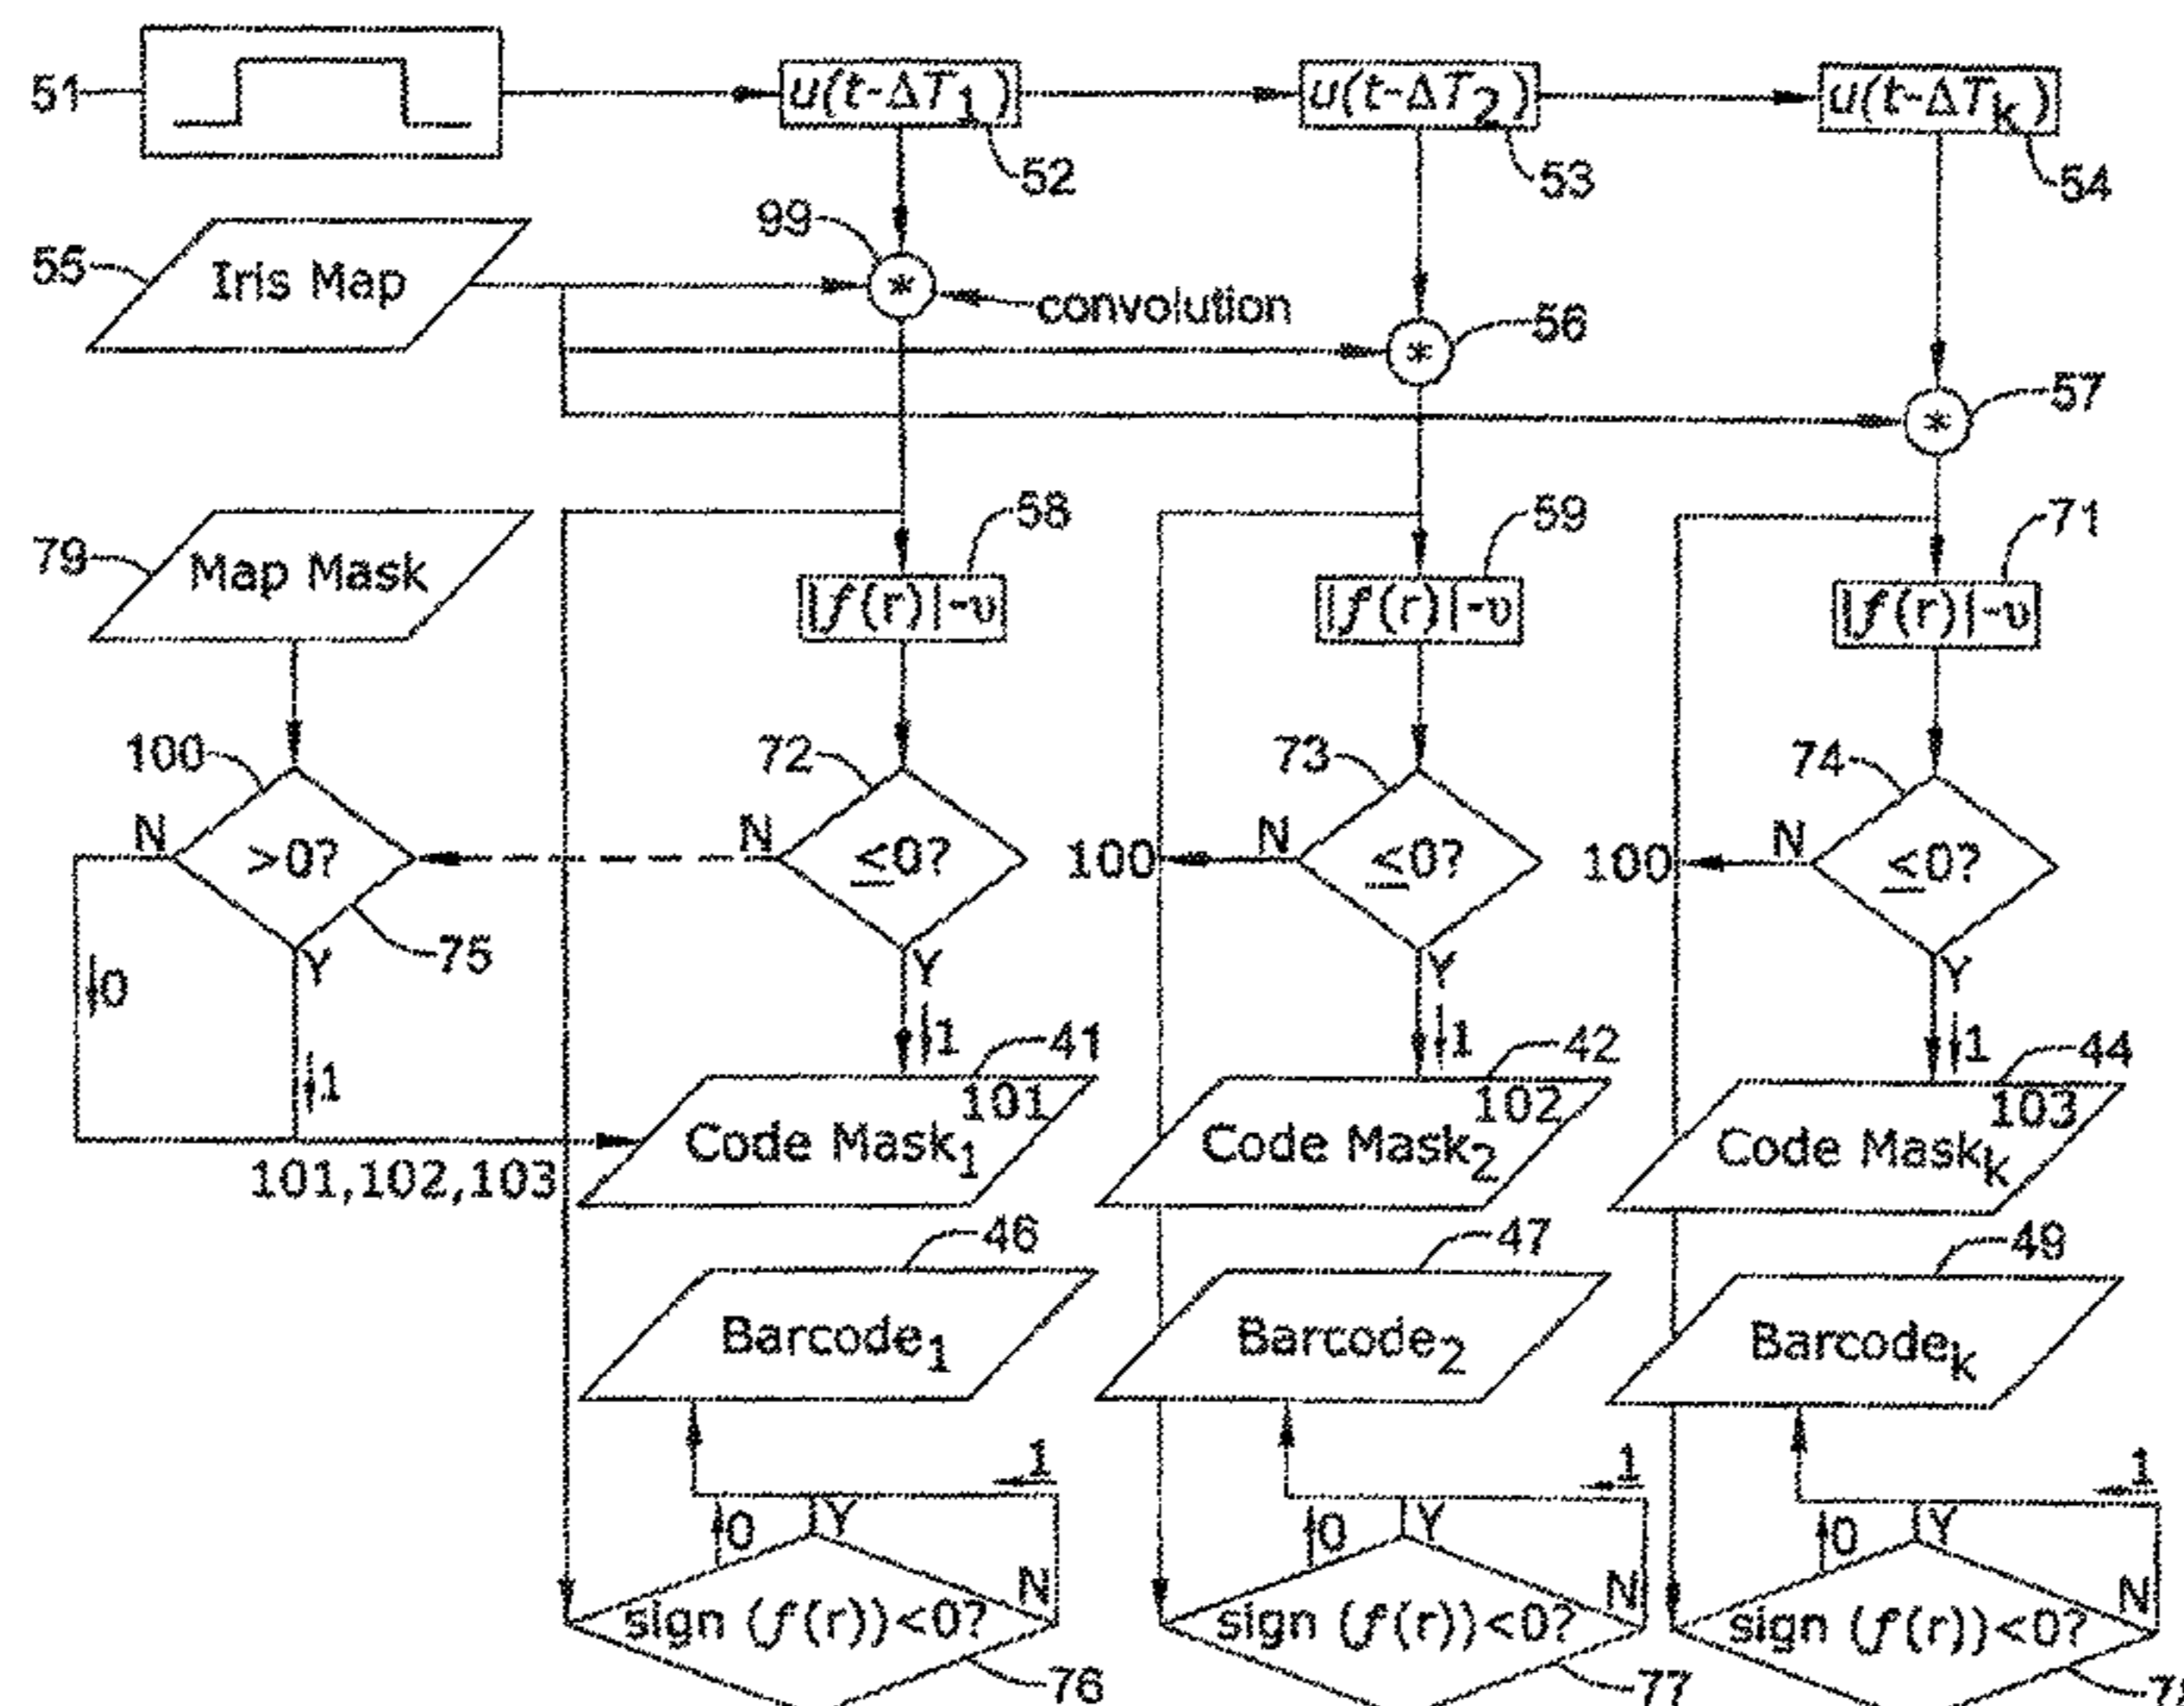 51
u(t-ΔT1)
u(t-ΔT2)
u(t-ΔTk)
52
53
54
99
55
Iris Map
*
convolution
*
56
*
57
79
Map Mask
58
59
71
|f(r)|-υ
|f(r)|-υ
|f(r)|-υ
100
72
73
74
N
>0?
N
≤0?
100
N
≤0?
100
N
≤0?
75
Y
Y
Y
Y
0
1
1
1
1
41
42
44
101
102
103
Code Mask1
Code Mask2
Code Maskk
101,102,103
46
47
49
Barcode1
Barcode2
Barcodek
1
1
1
0
Y
0
Y
0
Y
N
N
N
sign (f(r))<0?
sign (f(r))<0?
sign (f(r))<0?
76
77